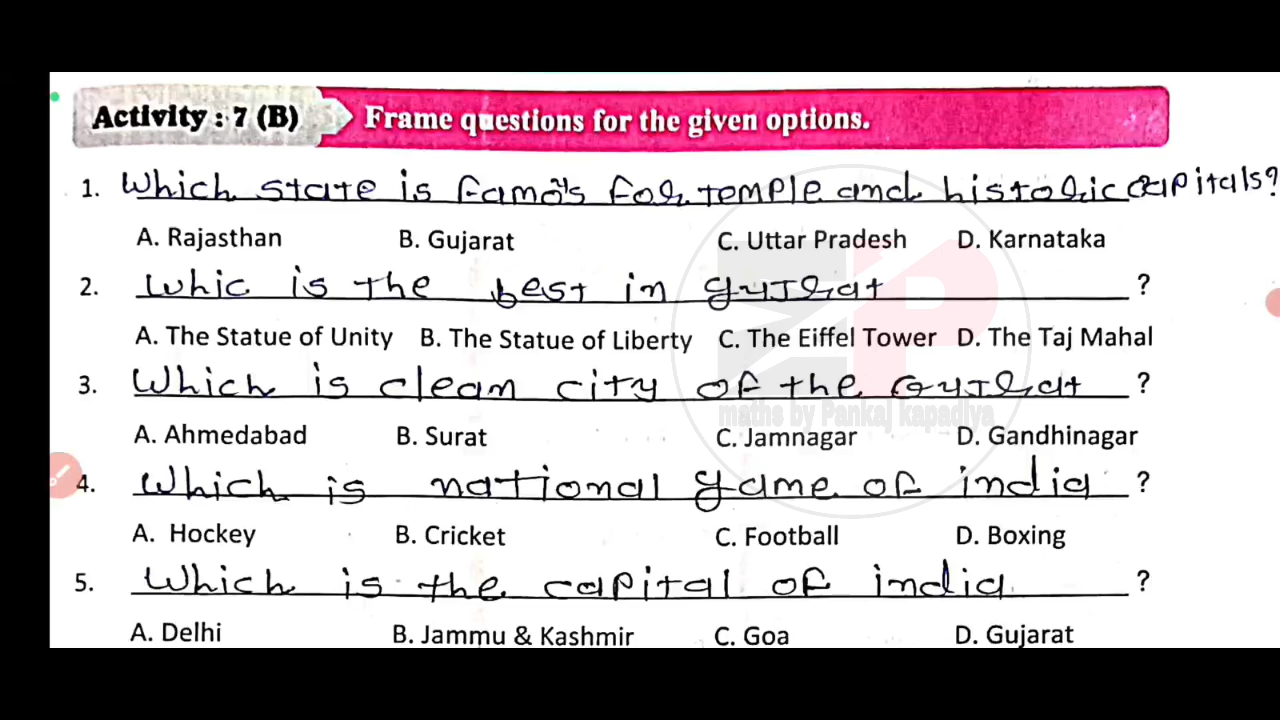 Activity : 7 (B) Frame questions for the given options.
1. Which state is famo's for temple and historic capitals?
A. Rajasthan B. Gujarat C. Uttar Pradesh D. Karnataka
2. Whic is the best in gujrat ?
A. The Statue of Unity B. The Statue of Liberty C. The Eiffel Tower D. The Taj Mahal
3. Which is clean city of the Gujrat ?
maths by Pankaj kapadiya
A. Ahmedabad B. Surat C. Jamnagar D. Gandhinagar
4. Which is national game of india ?
A. Hockey B. Cricket C. Football D. Boxing
5. Which is the capital of india ?
A. Delhi B. Jammu & Kashmir C. Goa D. Gujarat